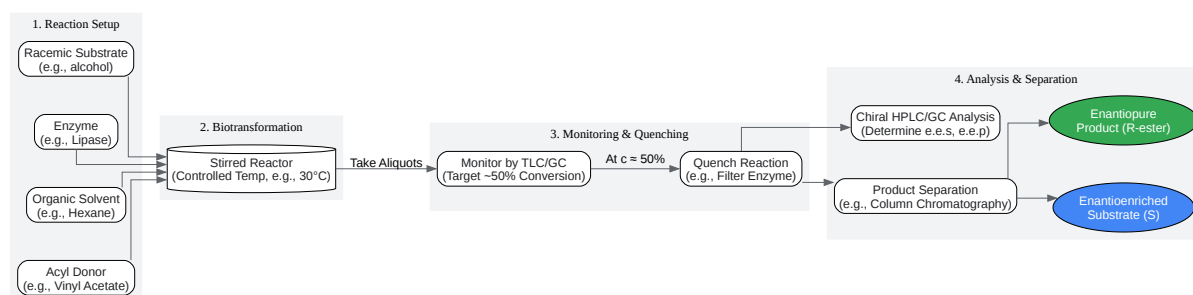 1. Reaction Setup
Racemic Substrate
(e.g., alcohol)
Enzyme
(e.g., Lipase)
Organic Solvent
(e.g., Hexane)
Acyl Donor
(e.g., Vinyl Acetate)
2. Biotransformation
Stirred Reactor
(Controlled Temp, e.g., 30°C)
Take Aliquots
3. Monitoring & Quenching
Monitor by TLC/GC
(Target ~50% Conversion)
At c ≈ 50%
Quench Reaction
(e.g., Filter Enzyme)
4. Analysis & Separation
Chiral HPLC/GC Analysis
(Determine e.e.s, e.e.p)
Product Separation
(e.g., Column Chromatography)
Enantiopure
Product (R-ester)
Enantioenriched
Substrate (S)